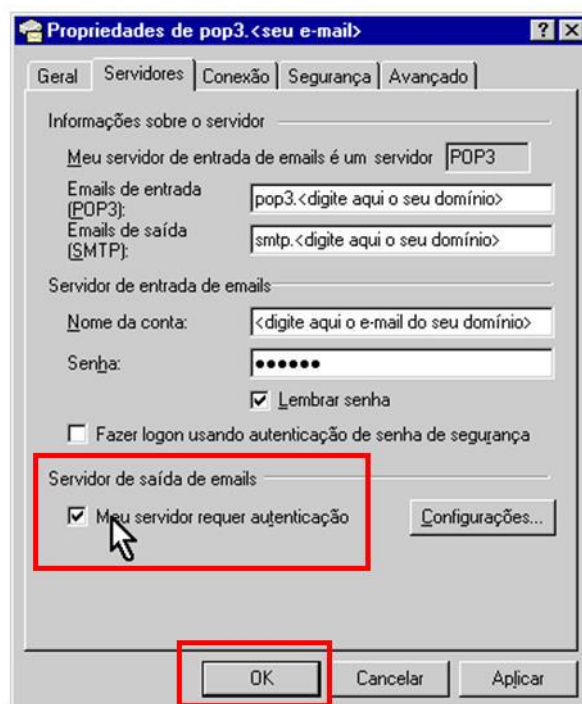 Propriedades de pop3.<seu e-mail>
Geral Servidores Conexão Segurança Avançado
Informações sobre o servidor
Meu servidor de entrada de emails é um servidor POP3
Emails de entrada
(POP3): pop3.<digite aqui o seu domínio>
Emails de saída
(SMTP): smtp.<digite aqui o seu domínio>
Servidor de entrada de emails
Nome da conta: <digite aqui o e-mail do seu domínio>
Senha: ●●●●●●
Lembrar senha
Fazer logon usando autenticação de senha de segurança
Servidor de saída de emails
Meu servidor requer autenticação Configurações...
OK Cancelar Aplicar